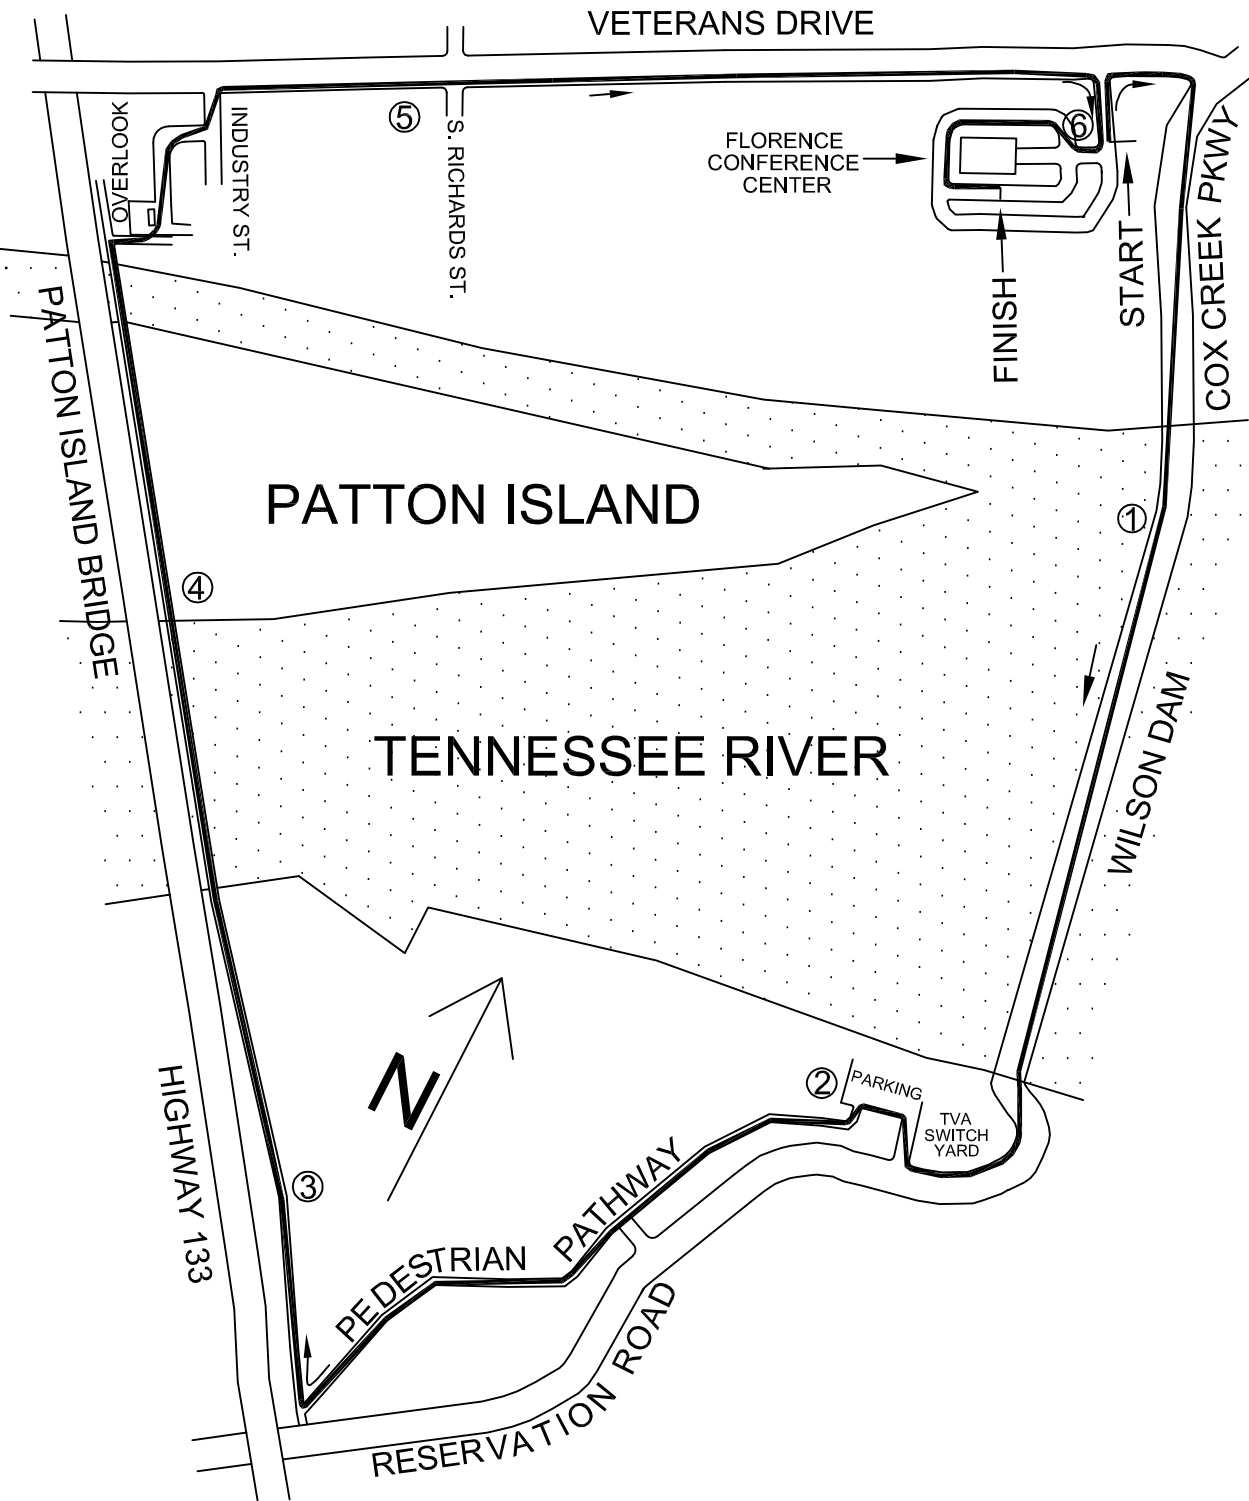 VETERANS DRIVE
OVERLOOK
INDUSTRY ST.
5
S. RICHARDS ST.
6
FLORENCE
CONFERENCE
CENTER
FINISH
START
COX CREEK PKWY
PATTON ISLAND BRIDGE
PATTON ISLAND
1
4
TENNESSEE RIVER
WILSON DAM
N
2
PARKING
TVA
SWITCH
YARD
HIGHWAY 133
3
PEDESTRIAN PATHWAY
RESERVATION ROAD